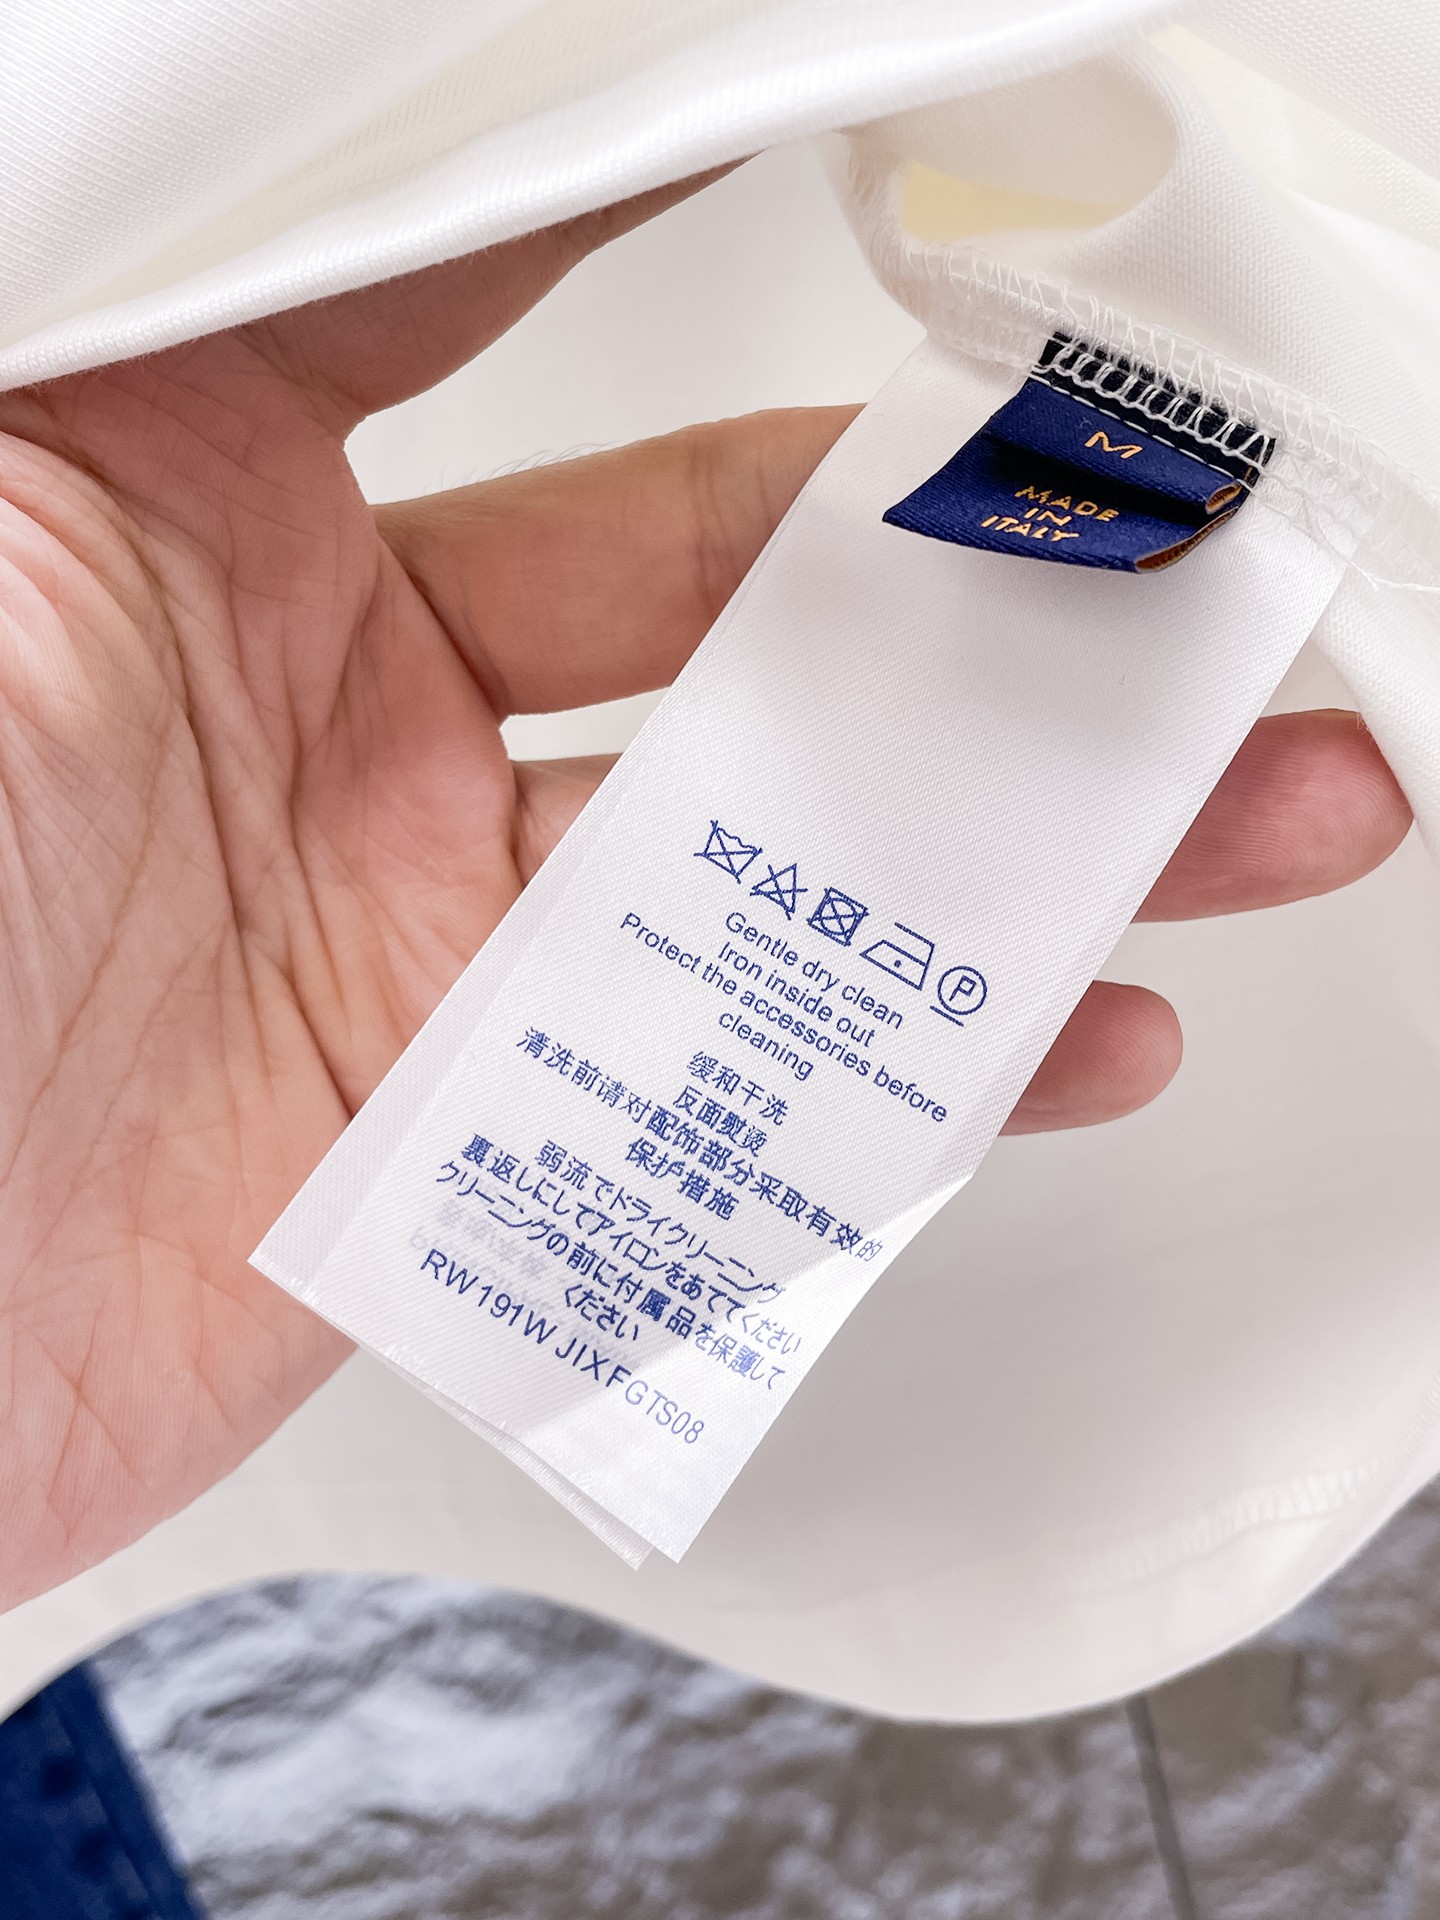 M
MADE
IN
ITALY
P
Gentle dry clean
Iron inside out
Protect the accessories before
cleaning
缓和干洗
反面熨烫
清洗前请对配饰部分采取有效的
保护措施
弱流でドライクリーニング
裏返しにしてアイロンをあててください
クリーニングの前に付属品を保護して
ください
RW191W JIXFGTS08